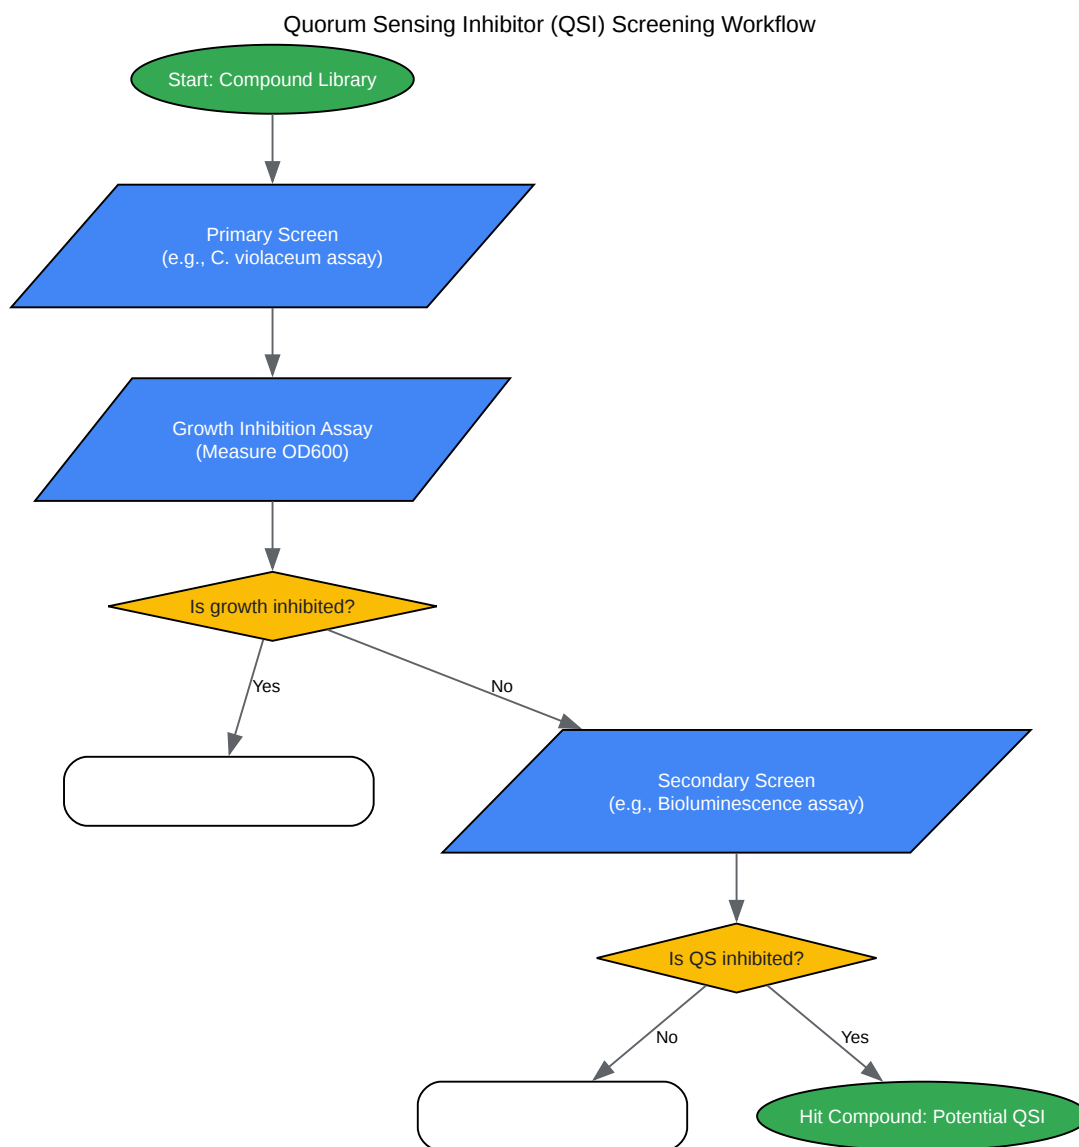 Quorum Sensing Inhibitor (QSI) Screening Workflow
Start: Compound Library
Primary Screen
(e.g., C. violaceum assay)
Growth Inhibition Assay
(Measure OD600)
Is growth inhibited?
Yes
No
Secondary Screen
(e.g., Bioluminescence assay)
Is QS inhibited?
No
Yes
Hit Compound: Potential QSI